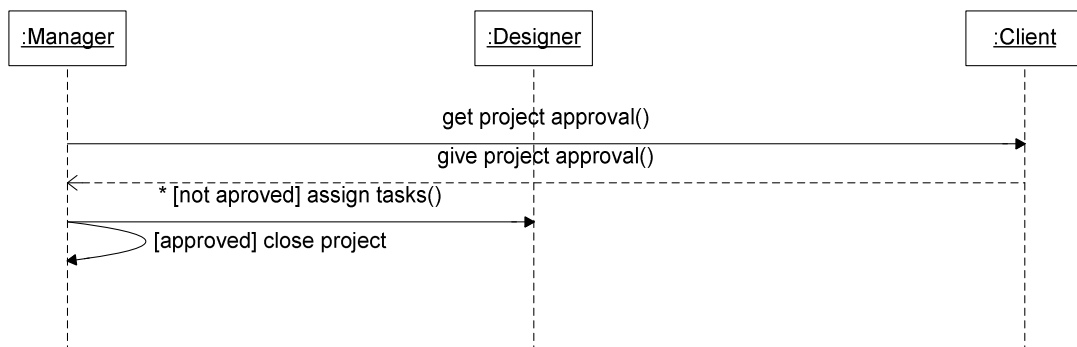 :Manager
:Designer
:Client
get project approval()
give project approval()
* [not aproved] assign tasks()
[approved] close project